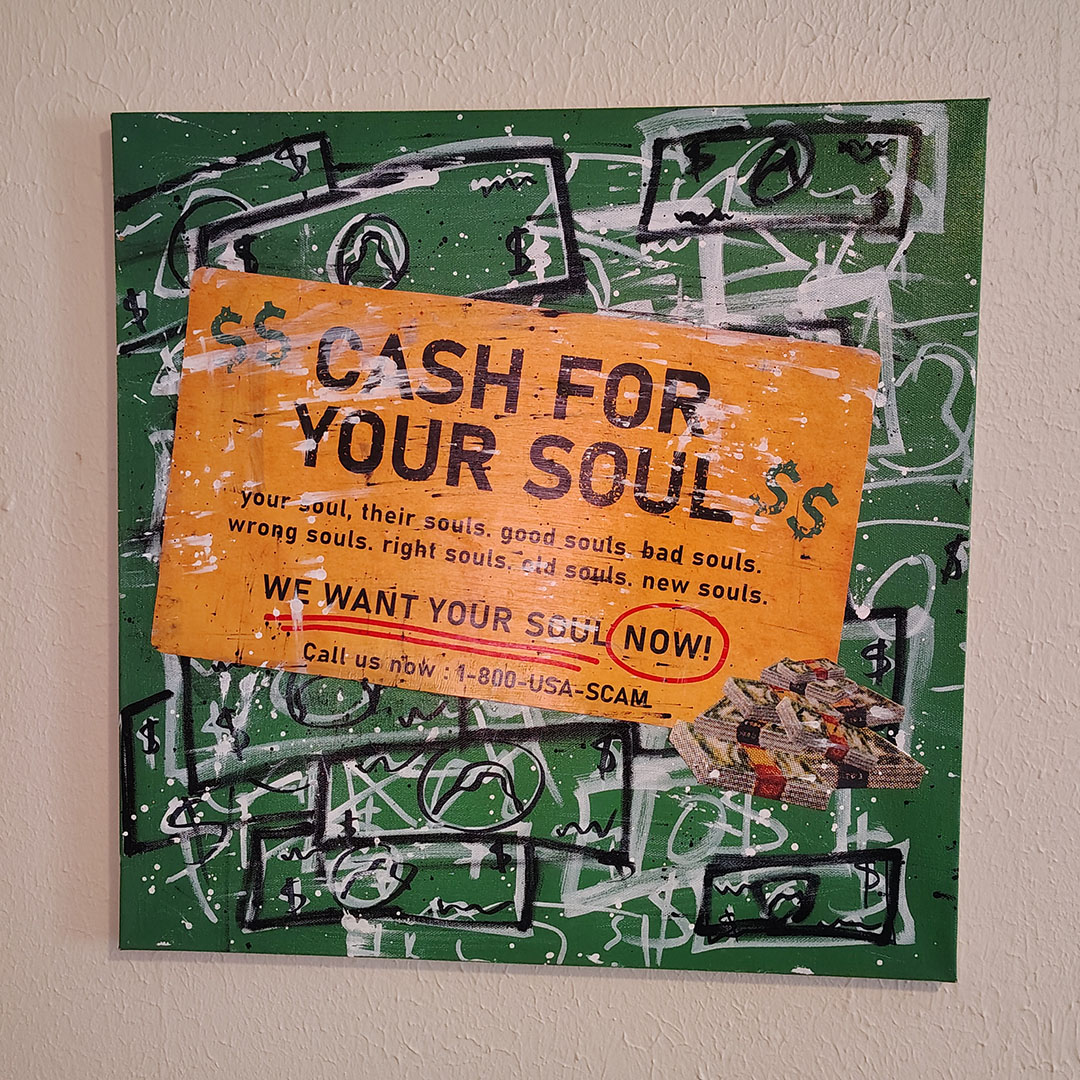 $$ CASH FOR
YOUR SOUL $$
your soul, their souls. good souls. bad souls.
wrong souls. right souls. old souls. new souls.
WE WANT YOUR SOUL NOW!
Call us now : 1-800-USA-SCAM